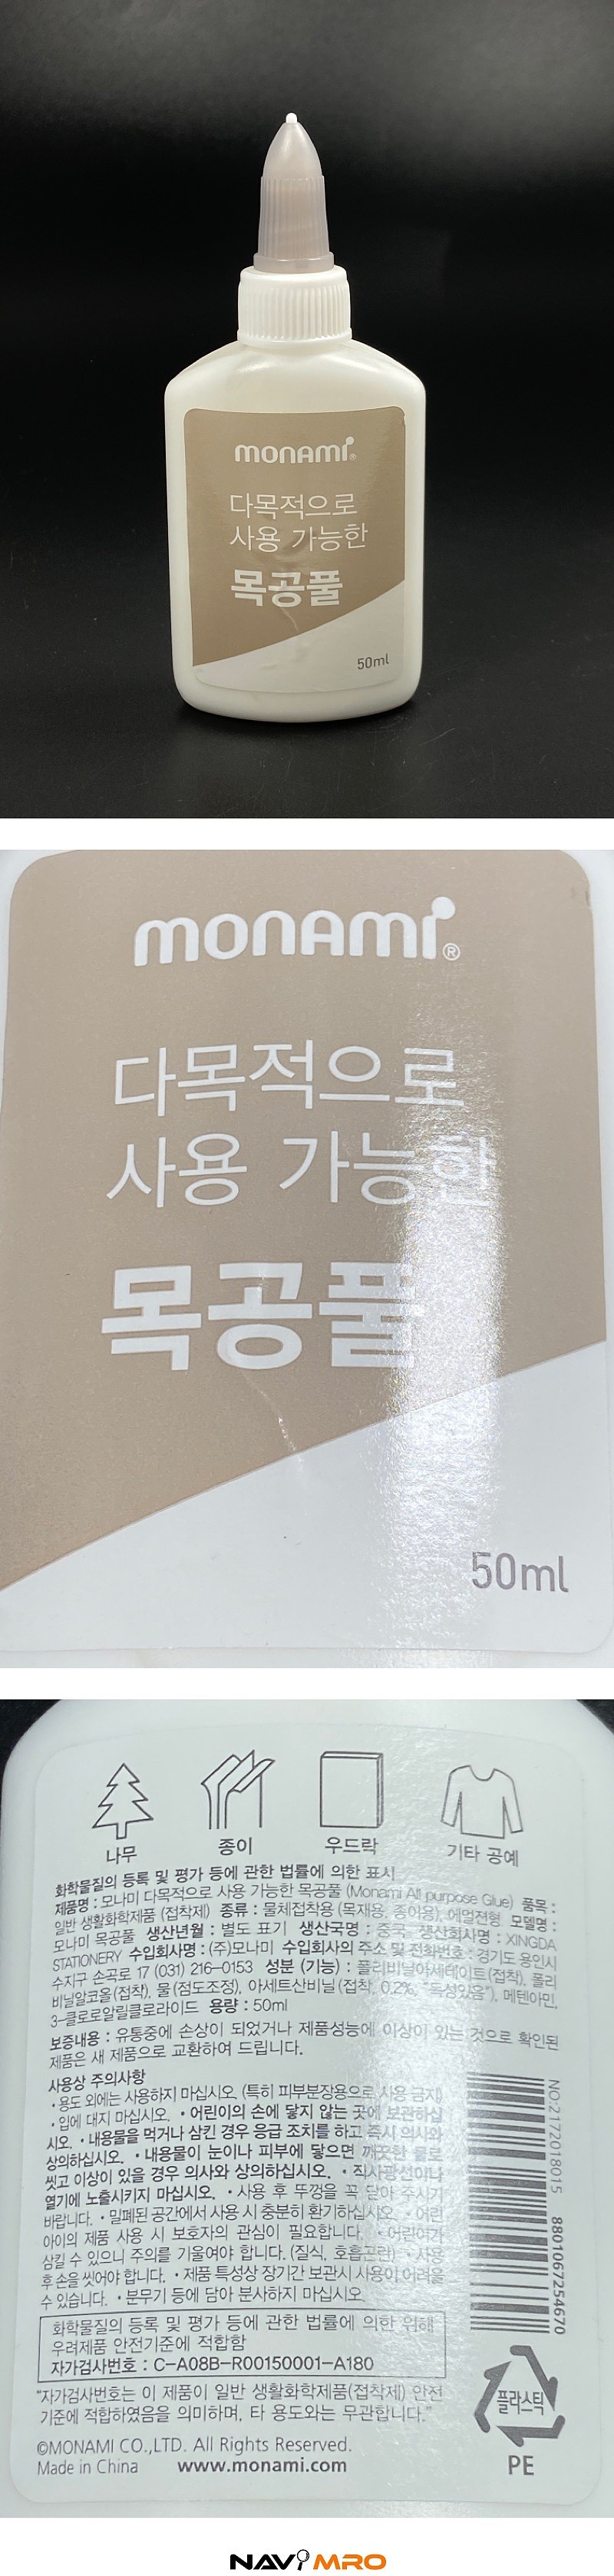 monami®
다목적으로
사용 가능한
목공풀
50ml
monami®
다목적으로
사용 가능한
목공풀
50ml
나무 종이 우드락 기타 공예
화학물질의 등록 및 평가 등에 관한 법률에 의한 표시
제품명 : 모나미 다목적으로 사용 가능한 목공풀 (Monami All purpose Glue) 품목 :
일반 생활화학제품 (접착제) 종류 : 물체접착용 (목재용, 종이용), 에멀젼형 모델명 :
모나미 목공풀 생산년월 : 별도 표기 생산국명 : 중국 생산회사명 : XINGDA
STATIONERY 수입회사명 : (주)모나미 수입회사의 주소 및 전화번호 : 경기도 용인시
수지구 손곡로 17 (031) 216-0153 성분 (기능) : 폴리비닐아세테이트(접착), 폴리
비닐알코올(접착), 물(점도조정), 아세트산비닐(접착, 0.2%, "독성있음"), 메텐아민,
3-클로로알릴클로라이드 용량 : 50ml
보증내용 : 유통중에 손상이 되었거나 제품성능에 이상이 있는 것으로 확인된
제품은 새 제품으로 교환하여 드립니다.
사용상 주의사항
• 용도 외에는 사용하지 마십시오. (특히 피부분장용으로 사용 금지)
• 입에 대지 마십시오. • 어린이의 손에 닿지 않는 곳에 보관하십
시오. • 내용물을 먹거나 삼킨 경우 응급 조치를 하고 즉시 의사와
상의하십시오. • 내용물이 눈이나 피부에 닿으면 깨끗한 물로
씻고 이상이 있을 경우 의사와 상의하십시오. • 직사광선이나
열기에 노출시키지 마십시오. • 사용 후 뚜껑을 꼭 닫아 주시기
바랍니다. • 밀폐된 공간에서 사용 시 충분히 환기하십시오. • 어린
아이의 제품 사용 시 보호자의 관심이 필요합니다. • 어린이가
삼킬 수 있으니 주의를 기울여야 합니다. (질식, 호흡곤란) • 사용
후 손을 씻어야 합니다. • 제품 특성상 장기간 보관시 사용이 어려울
수 있습니다. • 분무기 등에 담아 분사하지 마십시오.
NO.2172018015
8801067254670
화학물질의 등록 및 평가 등에 관한 법률에 의한 위해
우려제품 안전기준에 적합함
자가검사번호 : C-A08B-R00150001-A180
"자가검사번호는 이 제품이 일반 생활화학제품(접착제) 안전
기준에 적합하였음을 의미하며, 타 용도와는 무관합니다."
플라스틱
PE
©MONAMI CO.,LTD. All Rights Reserved.
Made in China www.monami.com
NAVIMRO